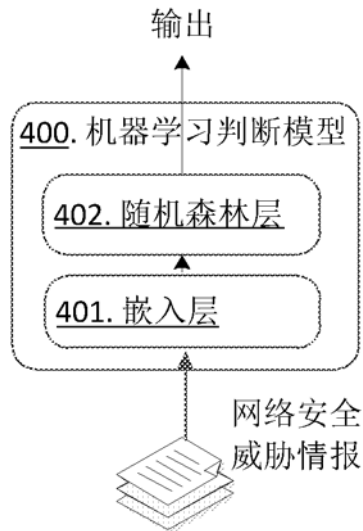 输出
400. 机器学习判断模型
402. 随机森林层
401. 嵌入层
网络安全
威胁情报